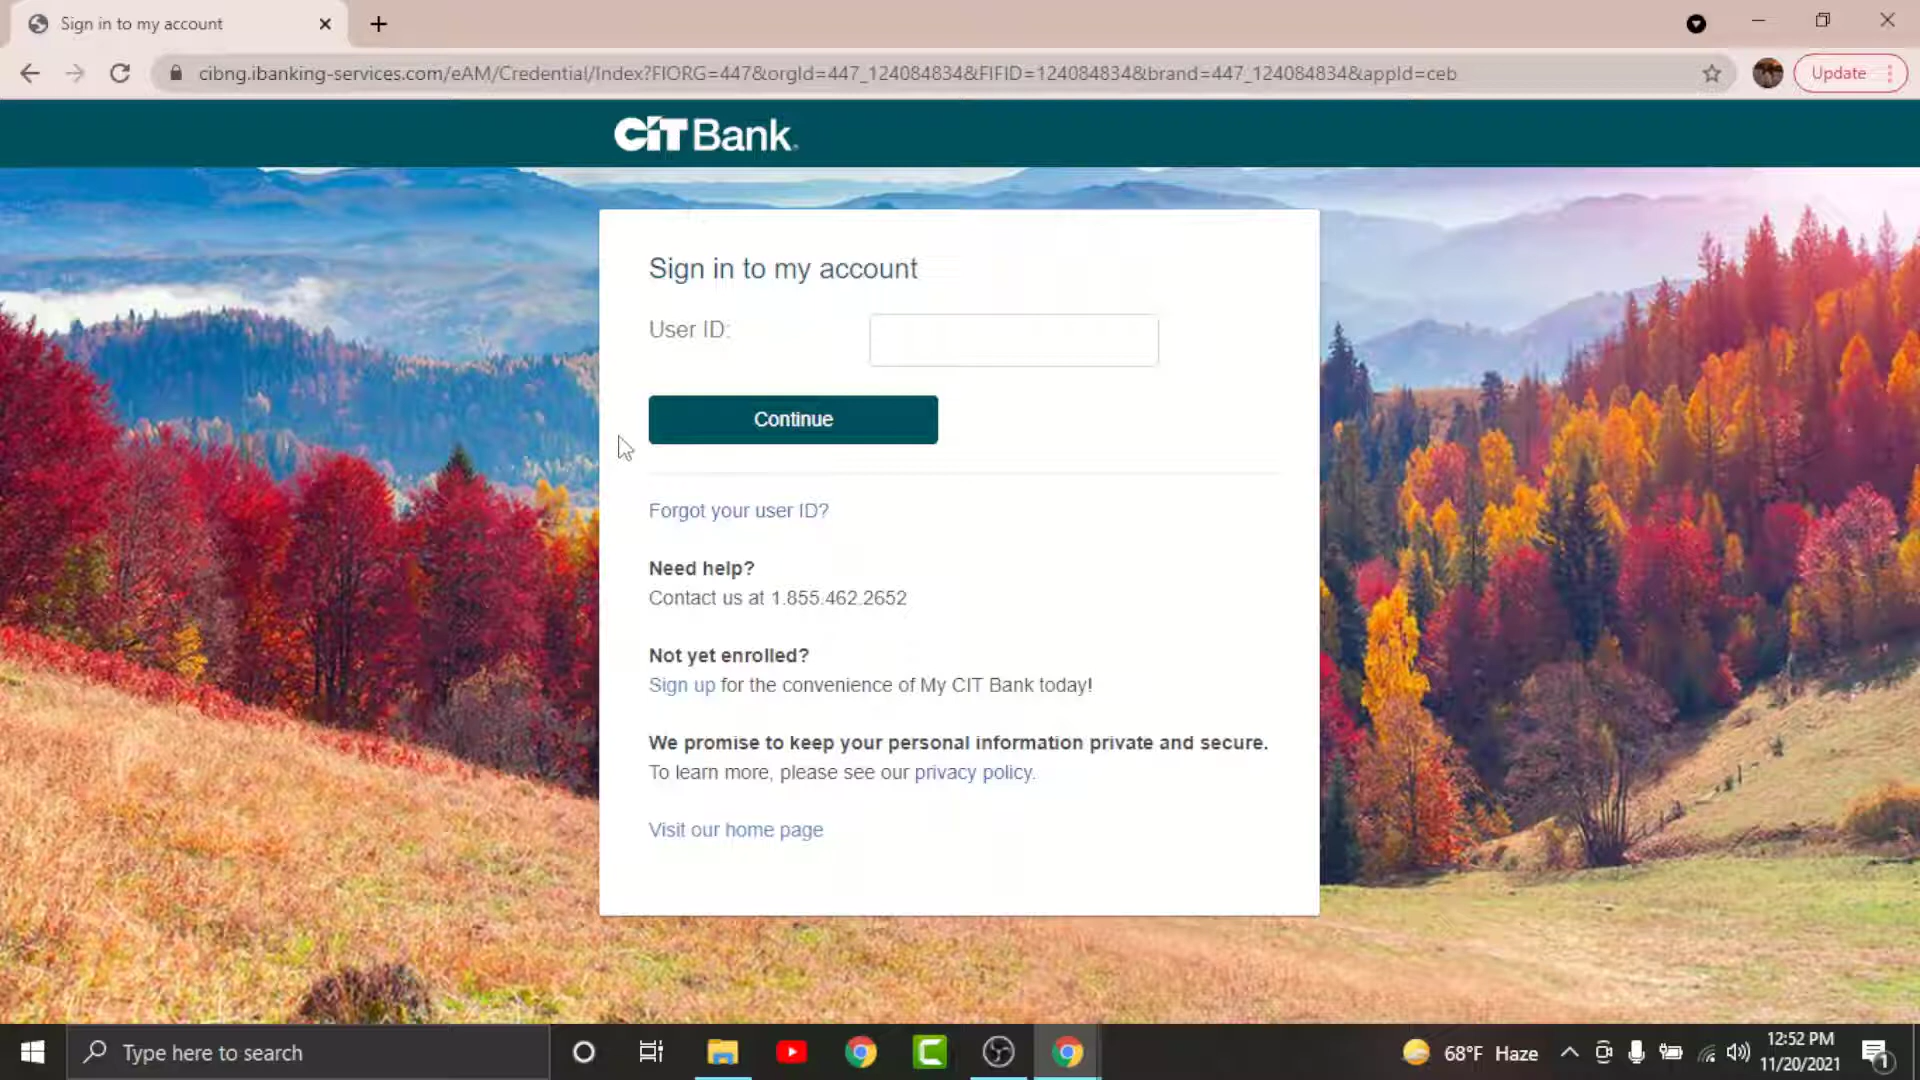 Sign in to my account
cibng.ibanking-services.com/eAM/Credential/Index?FIORG=447&orgId=447_124084834&FIFID=124084834&brand=447_124084834&appId=ceb
Update
CIT Bank
Sign in to my account
User ID:
Continue
Forgot your user ID?
Need help?
Contact us at 1.855.462.2652
Not yet enrolled?
Sign up for the convenience of My CIT Bank today!
We promise to keep your personal information private and secure.
To learn more, please see our privacy policy.
Visit our home page
Type here to search
68°F Haze
12:52 PM
11/20/2021
1